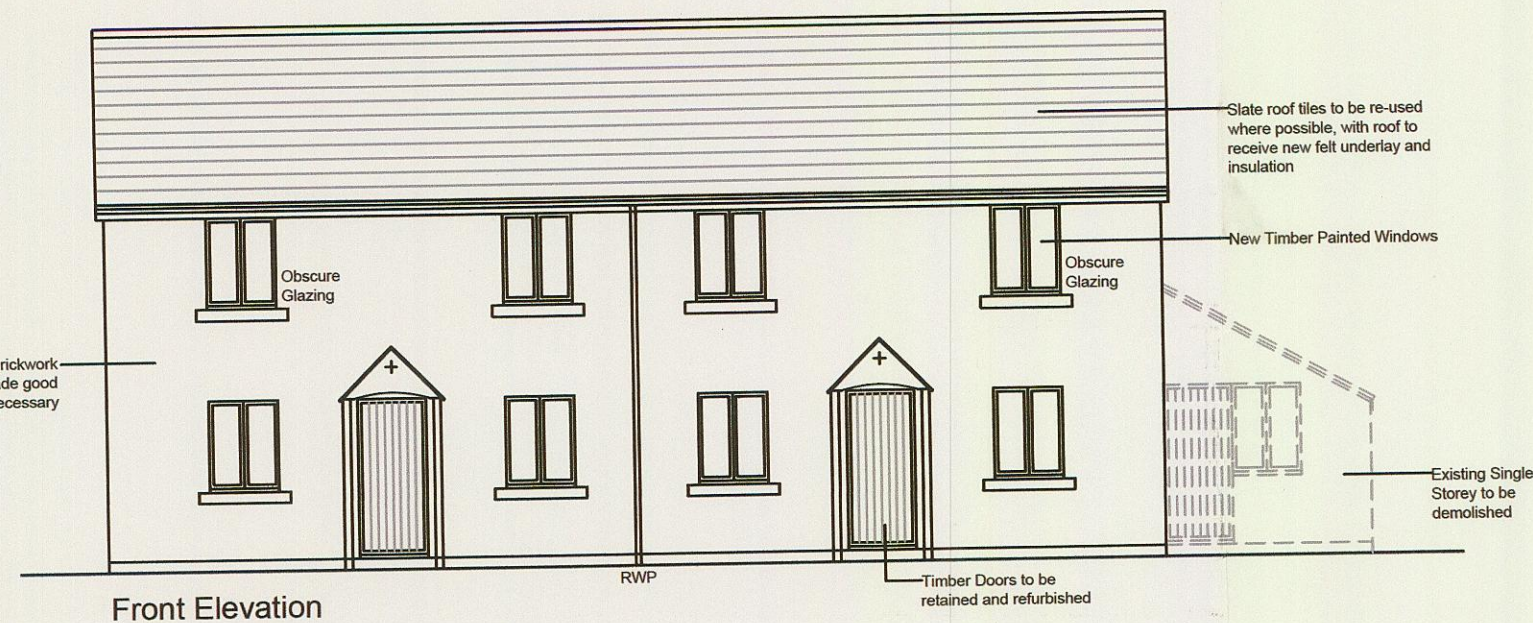 Slate roof tiles to be re-used
where possible, with roof to
receive new felt underlay and
insulation
New Timber Painted Windows
Obscure
Glazing
Obscure
Glazing
rickwork
de good
ecessary
Existing Single
Storey to be
demolished
Timber Doors to be
retained and refurbished
RWP
Front Elevation